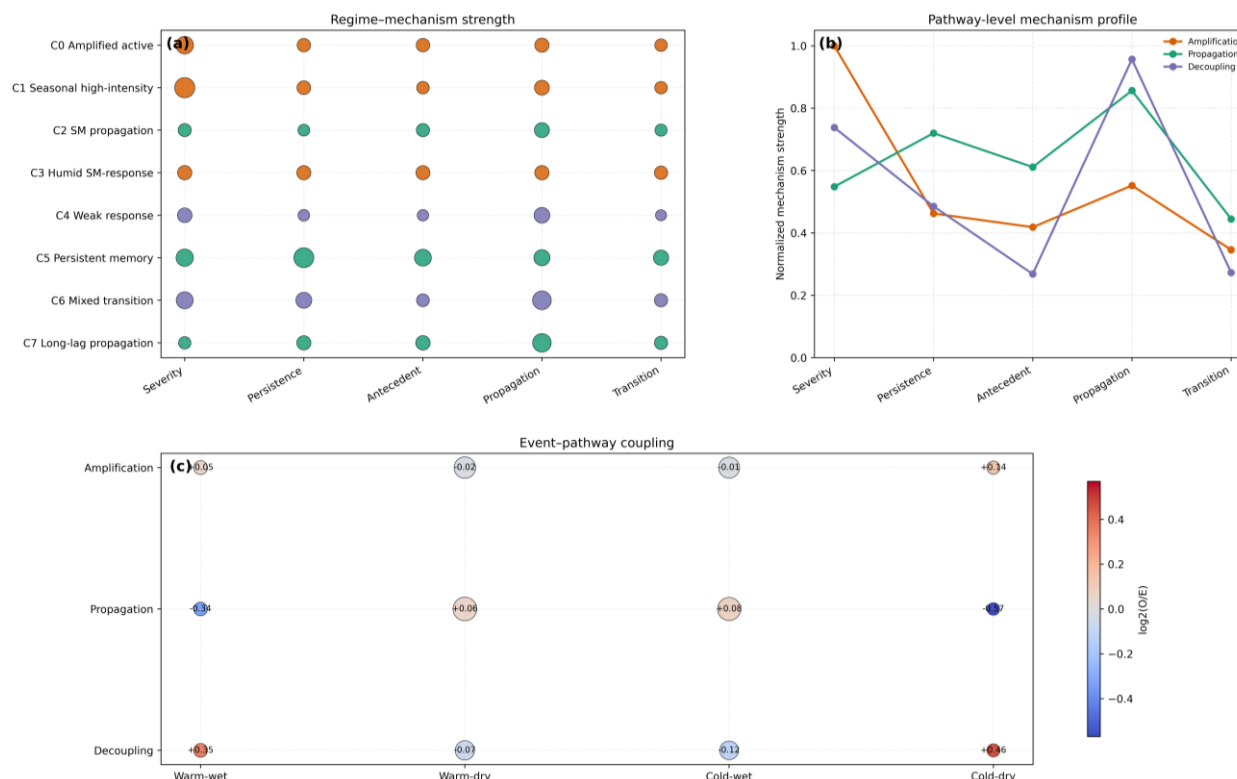 Regime–mechanism strength
(a)
C0 Amplified active
C1 Seasonal high-intensity
C2 SM propagation
C3 Humid SM-response
C4 Weak response
C5 Persistent memory
C6 Mixed transition
C7 Long-lag propagation
Severity
Persistence
Antecedent
Propagation
Transition
Pathway-level mechanism profile
(b)
Amplification
Propagation
Decoupling
Normalized mechanism strength
1.0
0.8
0.6
0.4
0.2
0.0
Severity
Persistence
Antecedent
Propagation
Transition
Event–pathway coupling
(c)
Amplification
+0.05
-0.02
-0.01
+0.14
Propagation
-0.34
+0.06
+0.08
-0.57
Decoupling
+0.35
-0.07
-0.12
+0.46
Warm-wet
Warm-dry
Cold-wet
Cold-dry
0.4
0.2
0.0
−0.2
−0.4
log2(O/E)